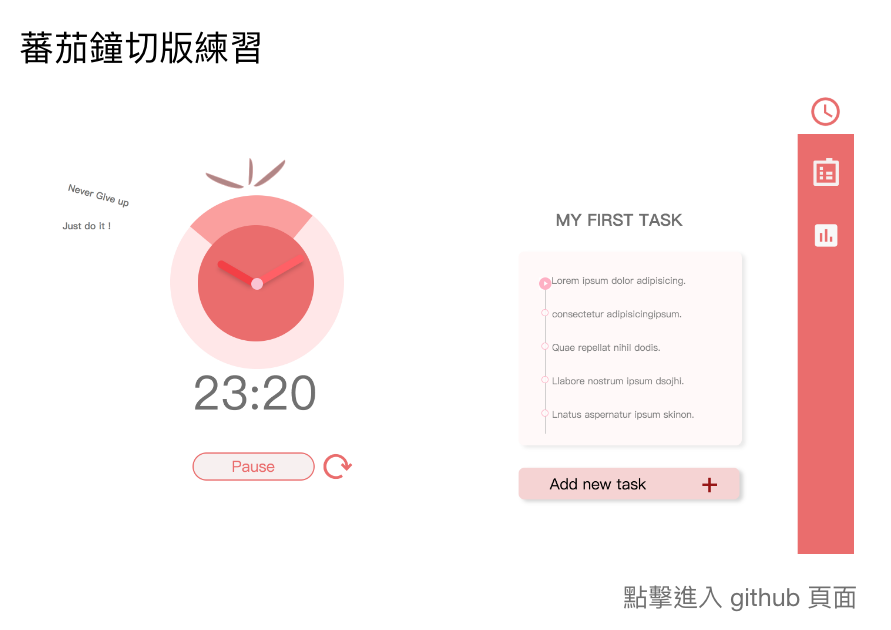 蕃茄鐘切版練習
Never Give up
Just do it !
23:20
Pause
MY FIRST TASK
Lorem ipsum dolor adipisicing.
consectetur adipisicingipsum.
Quae repellat nihil dodis.
Llabore nostrum ipsum dsojhi.
Lnatus aspernatur ipsum skinon.
Add new task
點擊進入 github 頁面